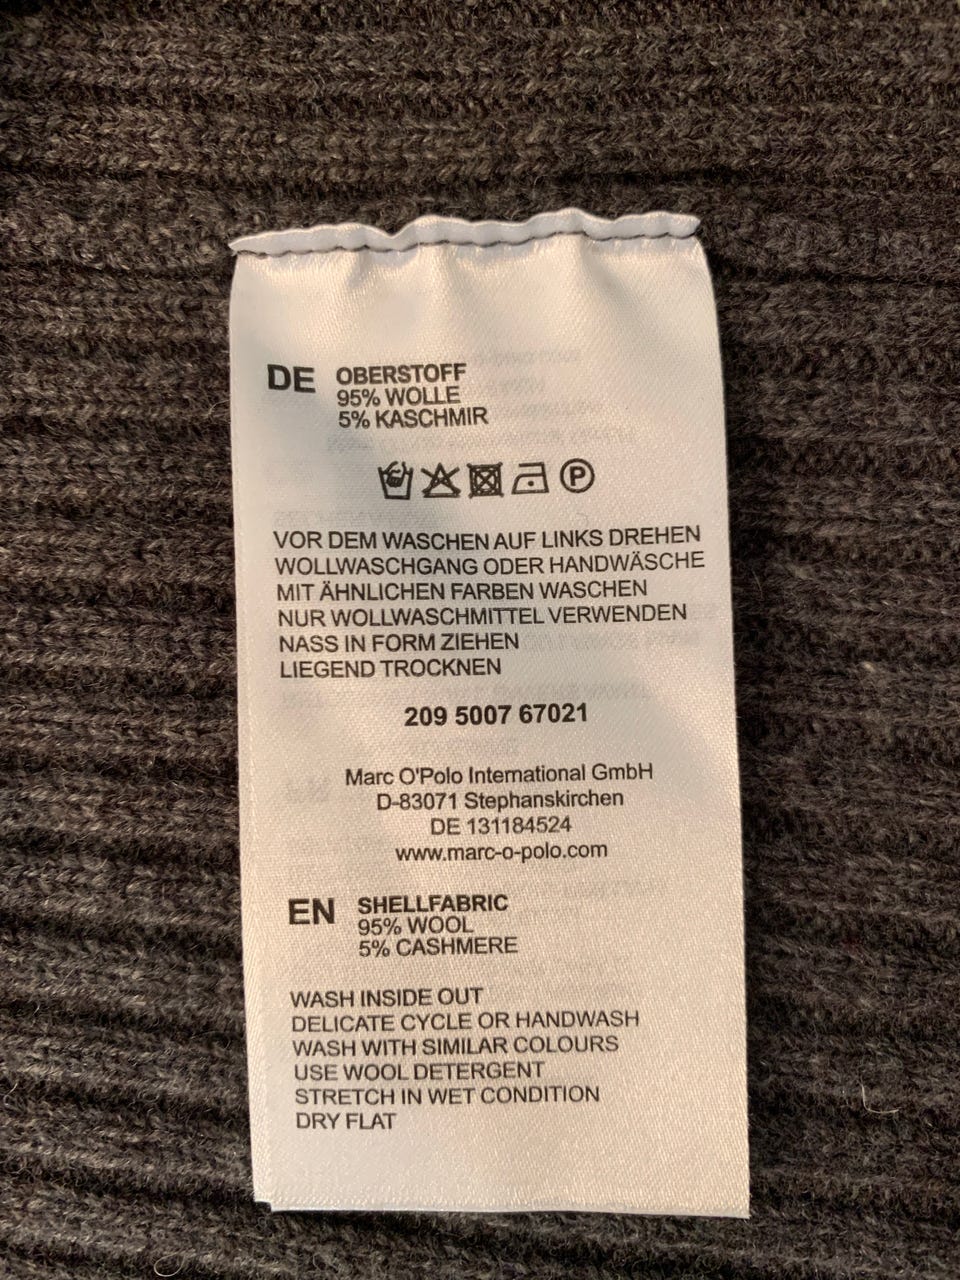 DE OBERSTOFF
95% WOLLE
5% KASCHMIR
P
VOR DEM WASCHEN AUF LINKS DREHEN
WOLLWASCHGANG ODER HANDWÄSCHE
MIT ÄHNLICHEN FARBEN WASCHEN
NUR WOLLWASCHMITTEL VERWENDEN
NASS IN FORM ZIEHEN
LIEGEND TROCKNEN
209 5007 67021
Marc O'Polo International GmbH
D-83071 Stephanskirchen
DE 131184524
www.marc-o-polo.com
EN SHELLFABRIC
95% WOOL
5% CASHMERE
WASH INSIDE OUT
DELICATE CYCLE OR HANDWASH
WASH WITH SIMILAR COLOURS
USE WOOL DETERGENT
STRETCH IN WET CONDITION
DRY FLAT